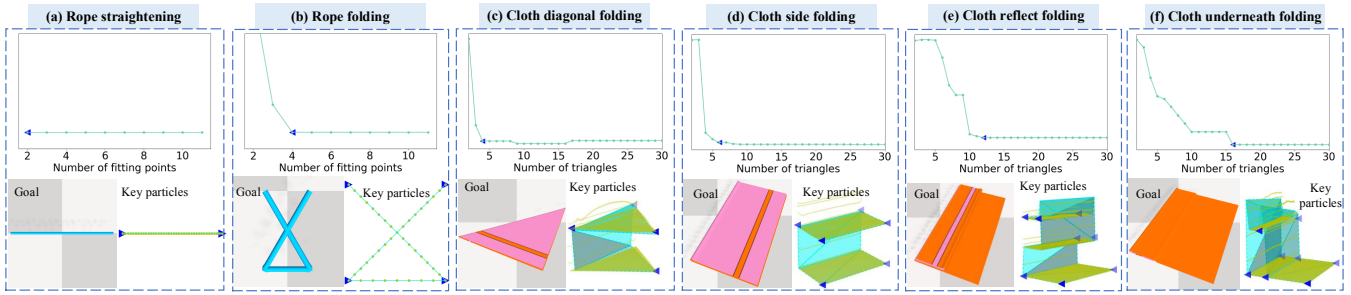 (a) Rope straightening
2 4 6 8 10
Number of fitting points
Goal
Key particles
(b) Rope folding
2 4 6 8 10
Number of fitting points
Goal
Key particles
(c) Cloth diagonal folding
5 10 15 20 25 30
Number of triangles
Goal
Key particles
(d) Cloth side folding
5 10 15 20 25 30
Number of triangles
Goal
Key particles
(e) Cloth reflect folding
5 10 15 20 25 30
Number of triangles
Goal
Key particles
(f) Cloth underneath folding
5 10 15 20 25 30
Number of triangles
Goal
Key
particles